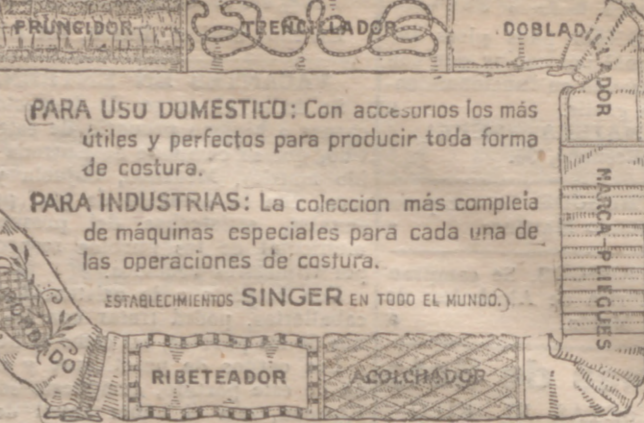 FRUNCIDOR
TRENCILLADOR
DOBLADILLADOR
PARA USO DOMESTICO: Con accesorios los más
útiles y perfectos para producir toda forma
de costura.
PARA INDUSTRIAS: La coleccion más completa
de máquinas especiales para cada una de
las operaciones de costura.
ESTABLECIMIENTOS SINGER EN TODO EL MUNDO.
MARCA-PLIEGUES
BORDADO
RIBETEADOR
ACOLCHADOR